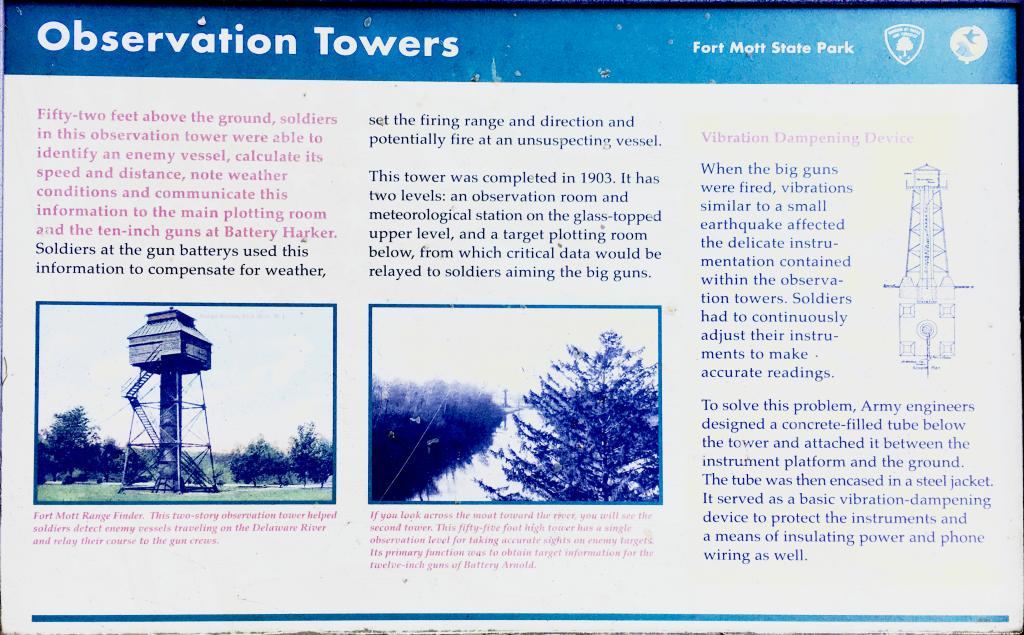 Observation Towers
Fort Mott State Park
Fifty-two feet above the ground, soldiers
in this observation tower were able to
identify an enemy vessel, calculate its
speed and distance, note weather
conditions and communicate this
information to the main plotting room
and the ten-inch guns at Battery Harker.
Soldiers at the gun batterys used this
information to compensate for weather,
set the firing range and direction and
potentially fire at an unsuspecting vessel.
This tower was completed in 1903. It has
two levels: an observation room and
meteorological station on the glass-topped
upper level, and a target plotting room
below, from which critical data would be
relayed to soldiers aiming the big guns.
Fort Mott Range Finder. This two-story observation tower helped
soldiers detect enemy vessels traveling on the Delaware River
and relay their course to the gun crews.
If you look across the moat toward the river, you will see the
second tower. This fifty-five foot high tower has a single
observation level for taking accurate sights on enemy targets.
Its primary function was to obtain target information for the
twelve-inch guns of Battery Arnold.
Vibration Dampening Device
When the big guns
were fired, vibrations
similar to a small
earthquake affected
the delicate instru-
mentation contained
within the observa-
tion towers. Soldiers
had to continuously
adjust their instru-
ments to make
accurate readings.
To solve this problem, Army engineers
designed a concrete-filled tube below
the tower and attached it between the
instrument platform and the ground.
The tube was then encased in a steel jacket.
It served as a basic vibration-dampening
device to protect the instruments and
a means of insulating power and phone
wiring as well.